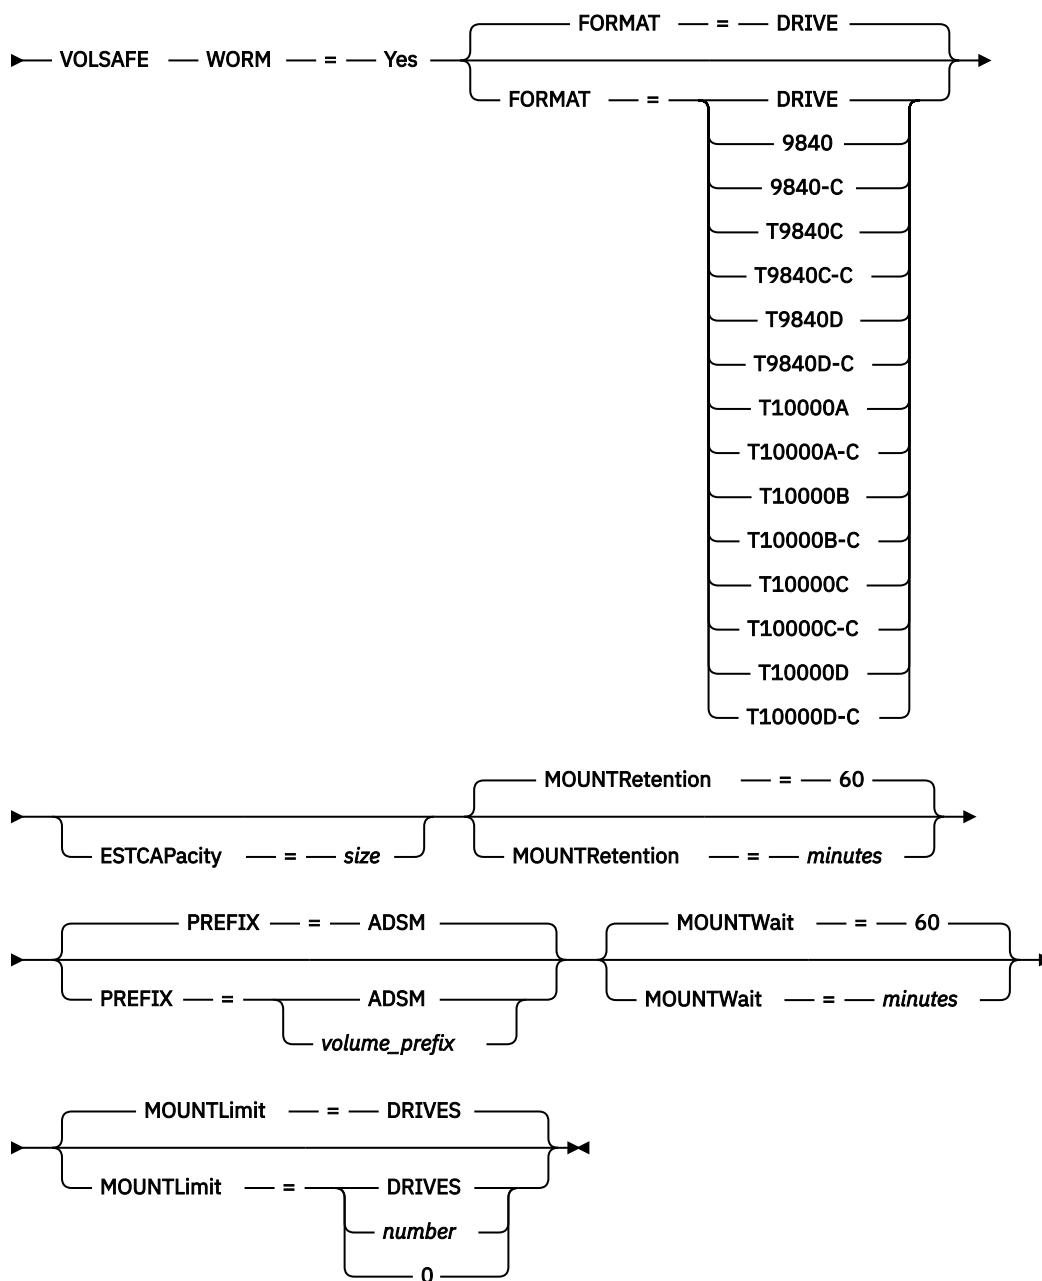 FORMAT = DRIVE
VOLSAFE WORM = Yes
FORMAT = DRIVE
9840
9840-C
T9840C
T9840C-C
T9840D
T9840D-C
T10000A
T10000A-C
T10000B
T10000B-C
T10000C
T10000C-C
T10000D
T10000D-C
MOUNTRetention = 60
ESTCAPacity = size MOUNTRetention = minutes
PREFIX = ADSM MOUNTWait = 60
PREFIX = ADSM MOUNTWait = minutes
volume_prefix
MOUNTLimit = DRIVES
MOUNTLimit = DRIVES
number
0